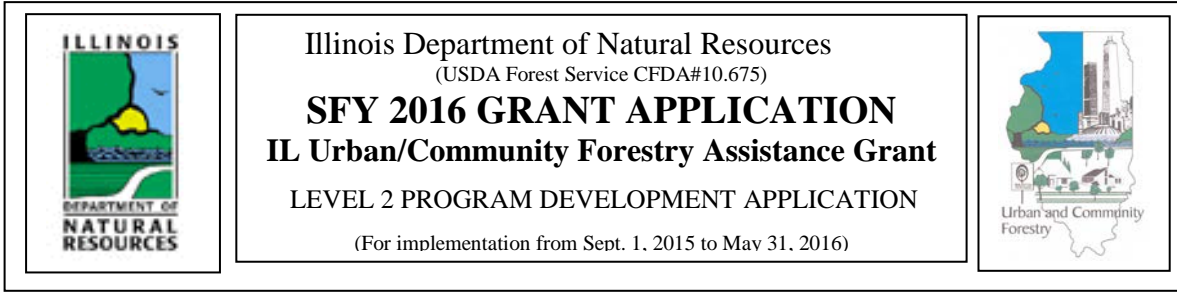 ILLINOIS
DEPARTMENT OF
NATURAL
RESOURCES
Illinois Department of Natural Resources
(USDA Forest Service CFDA#10.675)
SFY 2016 GRANT APPLICATION
IL Urban/Community Forestry Assistance Grant
LEVEL 2 PROGRAM DEVELOPMENT APPLICATION
(For implementation from Sept. 1, 2015 to May 31, 2016)
Urban and Community
Forestry